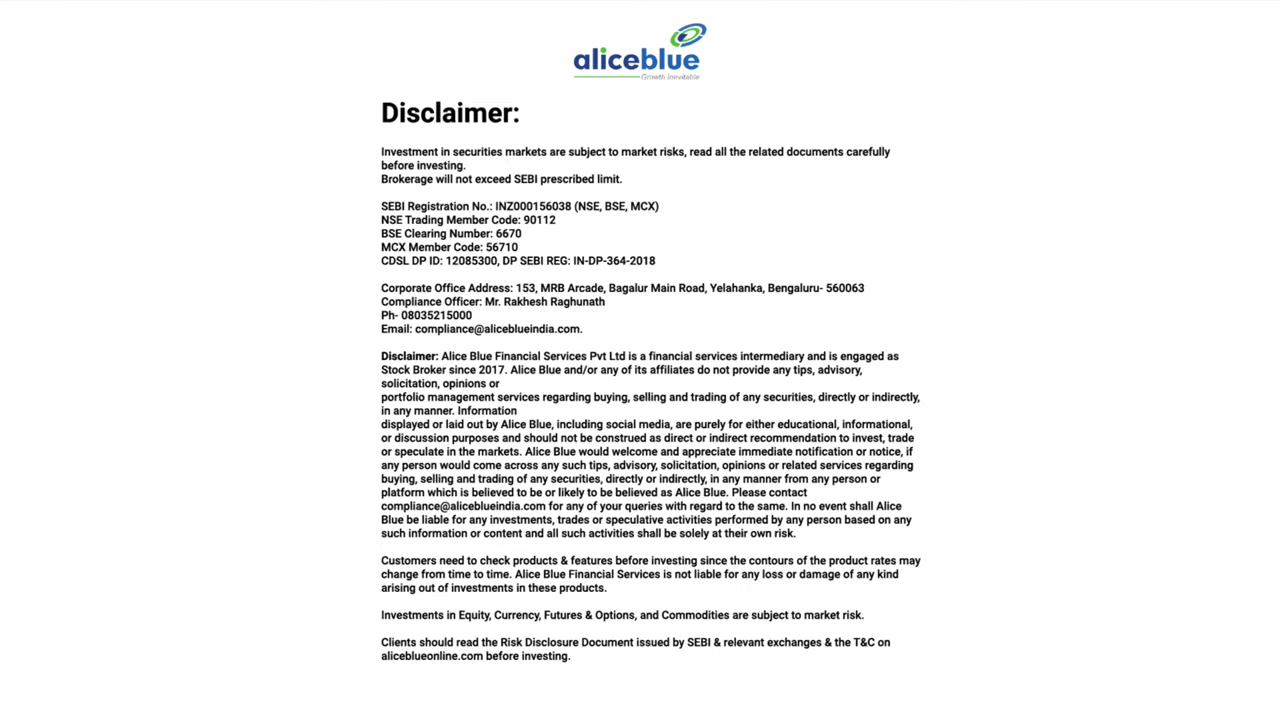 aliceblue
Growth Inevitable
Disclaimer:
Investment in securities markets are subject to market risks, read all the related documents carefully
before investing.
Brokerage will not exceed SEBI prescribed limit.
SEBI Registration No.: INZ000156038 (NSE, BSE, MCX)
NSE Trading Member Code: 90112
BSE Clearing Number: 6670
MCX Member Code: 56710
CDSL DP ID: 12085300, DP SEBI REG: IN-DP-364-2018
Corporate Office Address: 153, MRB Arcade, Bagalur Main Road, Yelahanka, Bengaluru- 560063
Compliance Officer: Mr. Rakhesh Raghunath
Ph- 08035215000
Email: compliance@aliceblueindia.com.
Disclaimer: Alice Blue Financial Services Pvt Ltd is a financial services intermediary and is engaged as
Stock Broker since 2017. Alice Blue and/or any of its affiliates do not provide any tips, advisory,
solicitation, opinions or
portfolio management services regarding buying, selling and trading of any securities, directly or indirectly,
in any manner. Information
displayed or laid out by Alice Blue, including social media, are purely for either educational, informational,
or discussion purposes and should not be construed as direct or indirect recommendation to invest, trade
or speculate in the markets. Alice Blue would welcome and appreciate immediate notification or notice, if
any person would come across any such tips, advisory, solicitation, opinions or related services regarding
buying, selling and trading of any securities, directly or indirectly, in any manner from any person or
platform which is believed to be or likely to be believed as Alice Blue. Please contact
compliance@aliceblueindia.com for any of your queries with regard to the same. In no event shall Alice
Blue be liable for any investments, trades or speculative activities performed by any person based on any
such information or content and all such activities shall be solely at their own risk.
Customers need to check products & features before investing since the contours of the product rates may
change from time to time. Alice Blue Financial Services is not liable for any loss or damage of any kind
arising out of investments in these products.
Investments in Equity, Currency, Futures & Options, and Commodities are subject to market risk.
Clients should read the Risk Disclosure Document issued by SEBI & relevant exchanges & the T&C on
aliceblueonline.com before investing.